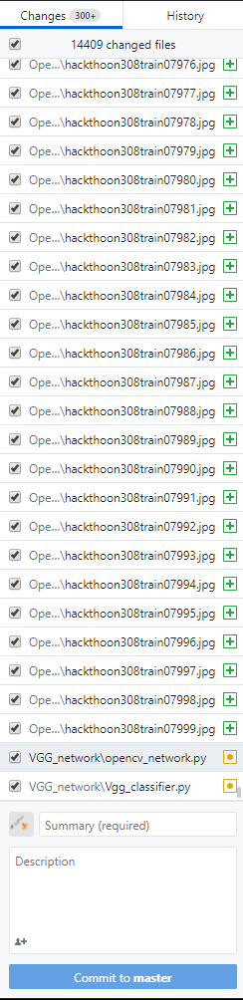 Changes 300+ History
14409 changed files
Ope...\hackthoon308train07976.jpg
Ope...\hackthoon308train07977.jpg
Ope...\hackthoon308train07978.jpg
Ope...\hackthoon308train07979.jpg
Ope...\hackthoon308train07980.jpg
Ope...\hackthoon308train07981.jpg
Ope...\hackthoon308train07982.jpg
Ope...\hackthoon308train07983.jpg
Ope...\hackthoon308train07984.jpg
Ope...\hackthoon308train07985.jpg
Ope...\hackthoon308train07986.jpg
Ope...\hackthoon308train07987.jpg
Ope...\hackthoon308train07988.jpg
Ope...\hackthoon308train07989.jpg
Ope...\hackthoon308train07990.jpg
Ope...\hackthoon308train07991.jpg
Ope...\hackthoon308train07992.jpg
Ope...\hackthoon308train07993.jpg
Ope...\hackthoon308train07994.jpg
Ope...\hackthoon308train07995.jpg
Ope...\hackthoon308train07996.jpg
Ope...\hackthoon308train07997.jpg
Ope...\hackthoon308train07998.jpg
Ope...\hackthoon308train07999.jpg
VGG_network\opencv_network.py
VGG_network\Vgg_classifier.py
Summary (required)
Description
Commit to master